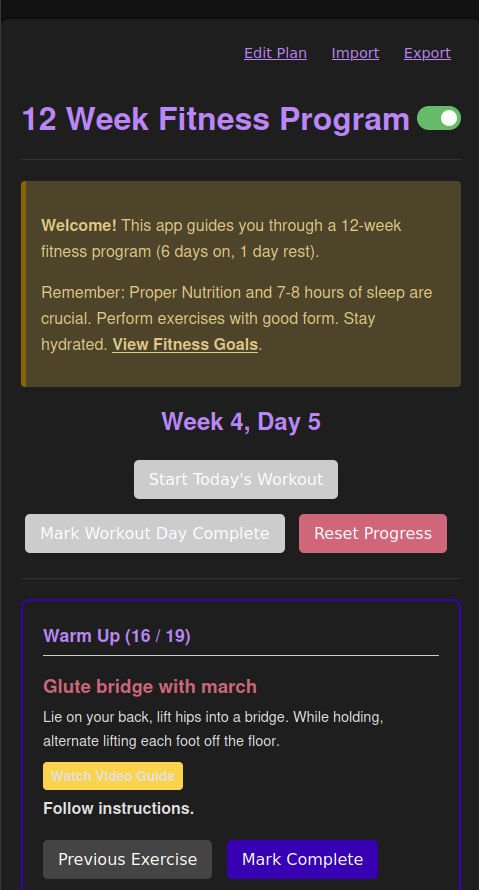 Edit Plan Import Export
12 Week Fitness Program
Welcome! This app guides you through a 12-week
fitness program (6 days on, 1 day rest).
Remember: Proper Nutrition and 7-8 hours of sleep are
crucial. Perform exercises with good form. Stay
hydrated. View Fitness Goals.
Week 4, Day 5
Start Today's Workout
Mark Workout Day Complete Reset Progress
Warm Up (16 / 19)
Glute bridge with march
Lie on your back, lift hips into a bridge. While holding,
alternate lifting each foot off the floor.
Watch Video Guide
Follow instructions.
Previous Exercise Mark Complete